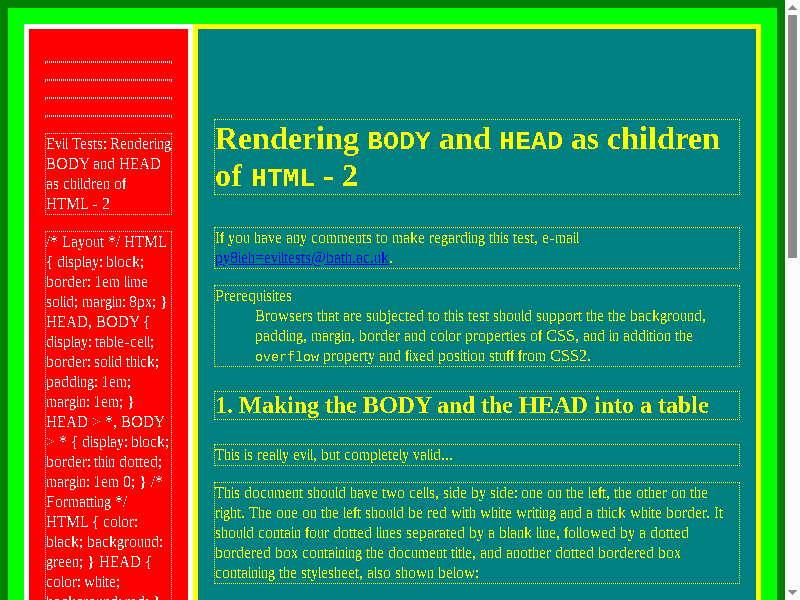 Evil Tests: Rendering
BODY and HEAD
as children of
HTML - 2
/* Layout */ HTML
{ display: block;
border: 1em lime
solid; margin: 8px; }
HEAD, BODY {
display: table-cell;
border: solid thick;
padding: 1em;
margin: 1em; }
HEAD > *, BODY
> * { display: block;
border: thin dotted;
margin: 1em 0; } /*
Formatting */
HTML { color:
black; background:
green; } HEAD {
color: white;
background: red; }
Rendering BODY and HEAD as children
of HTML - 2
If you have any comments to make regarding this test, e-mail
py8ieh=eviltests@bath.ac.uk.
Prerequisites
Browsers that are subjected to this test should support the the background,
padding, margin, border and color properties of CSS, and in addition the
overflow property and fixed position stuff from CSS2.
1. Making the BODY and the HEAD into a table
This is really evil, but completely valid...
This document should have two cells, side by side: one on the left, the other on the
right. The one on the left should be red with white writing and a thick white border. It
should contain four dotted lines separated by a blank line, followed by a dotted
bordered box containing the document title, and another dotted bordered box
containing the stylesheet, also shown below: